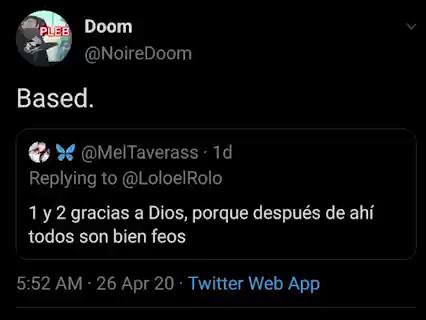 PLEB
Doom
@NoireDoom
Based.
🦋 @MelTaverass · 1d
Replying to @LoloelRolo
1 y 2 gracias a Dios, porque después de ahí
todos son bien feos
5:52 AM · 26 Apr 20 · Twitter Web App